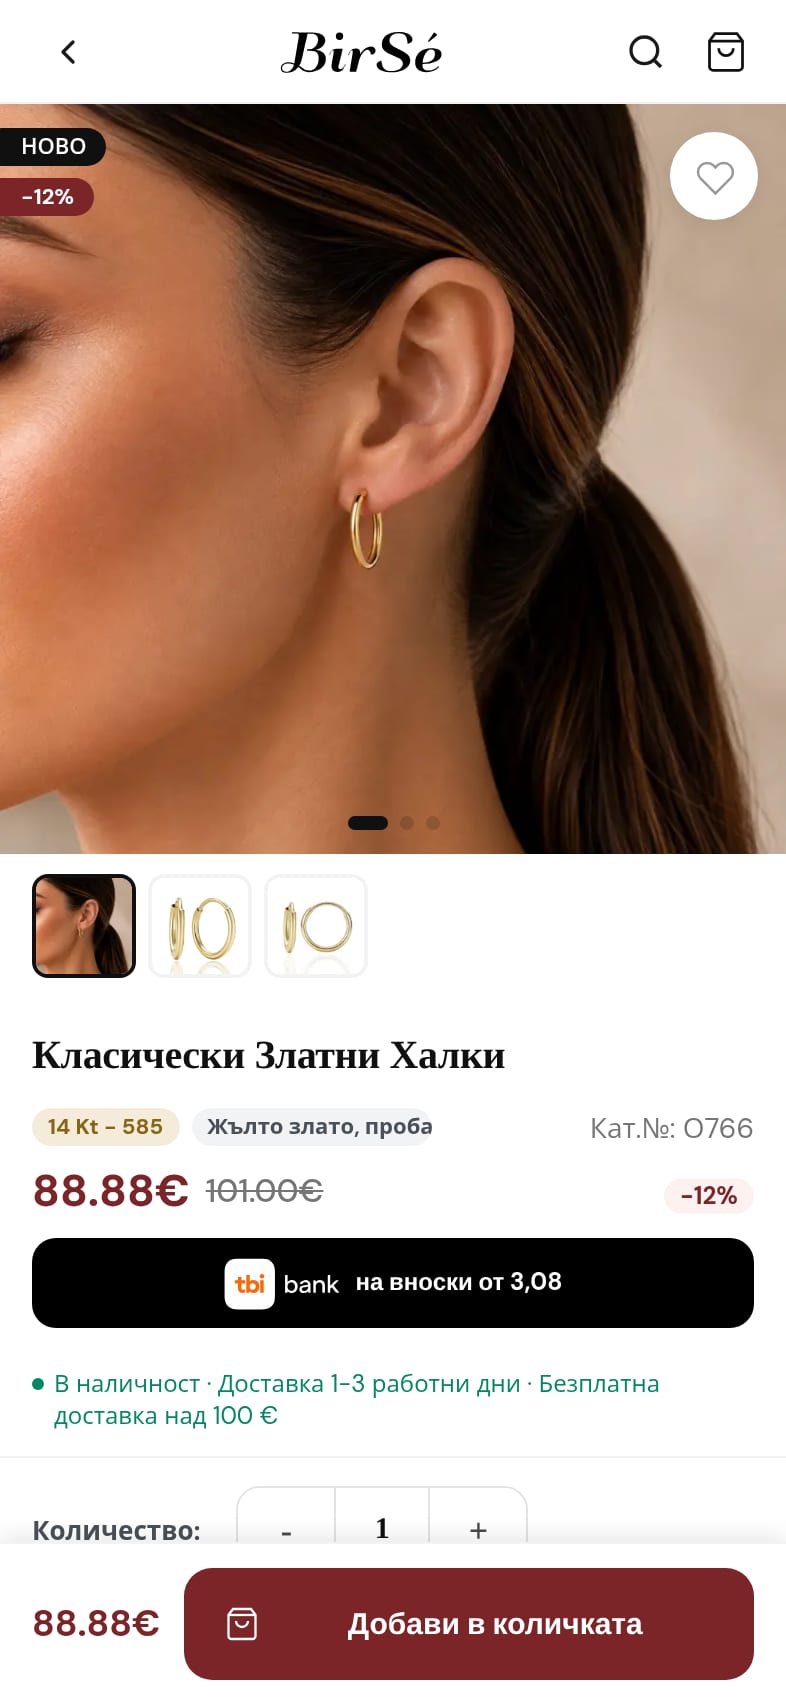 BirSé
НОВО
-12%
Класически Златни Халки
14 Kt – 585
Жълто злато, проба
Кат.№: O766
88.88€ 101.00€
-12%
tbi bank на вноски от 3,08
В наличност · Доставка 1–3 работни дни · Безплатна
доставка над 100 €
Количество:
- 1 +
88.88€
Добави в количката